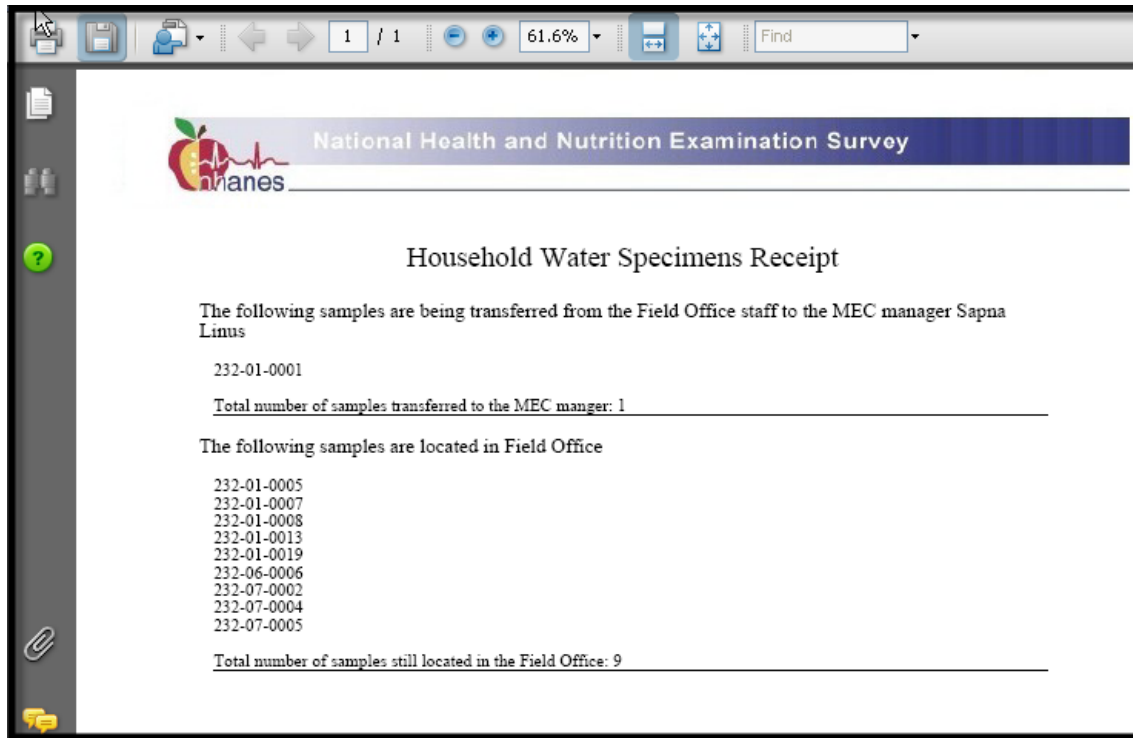 1 / 1 61.6% Find
National Health and Nutrition Examination Survey
nhanes
?
Household Water Specimens Receipt
The following samples are being transferred from the Field Office staff to the MEC manager Sapna
Linus
232-01-0001
Total number of samples transferred to the MEC manger: 1
The following samples are located in Field Office
232-01-0005
232-01-0007
232-01-0008
232-01-0013
232-01-0019
232-06-0006
232-07-0002
232-07-0004
232-07-0005
Total number of samples still located in the Field Office: 9